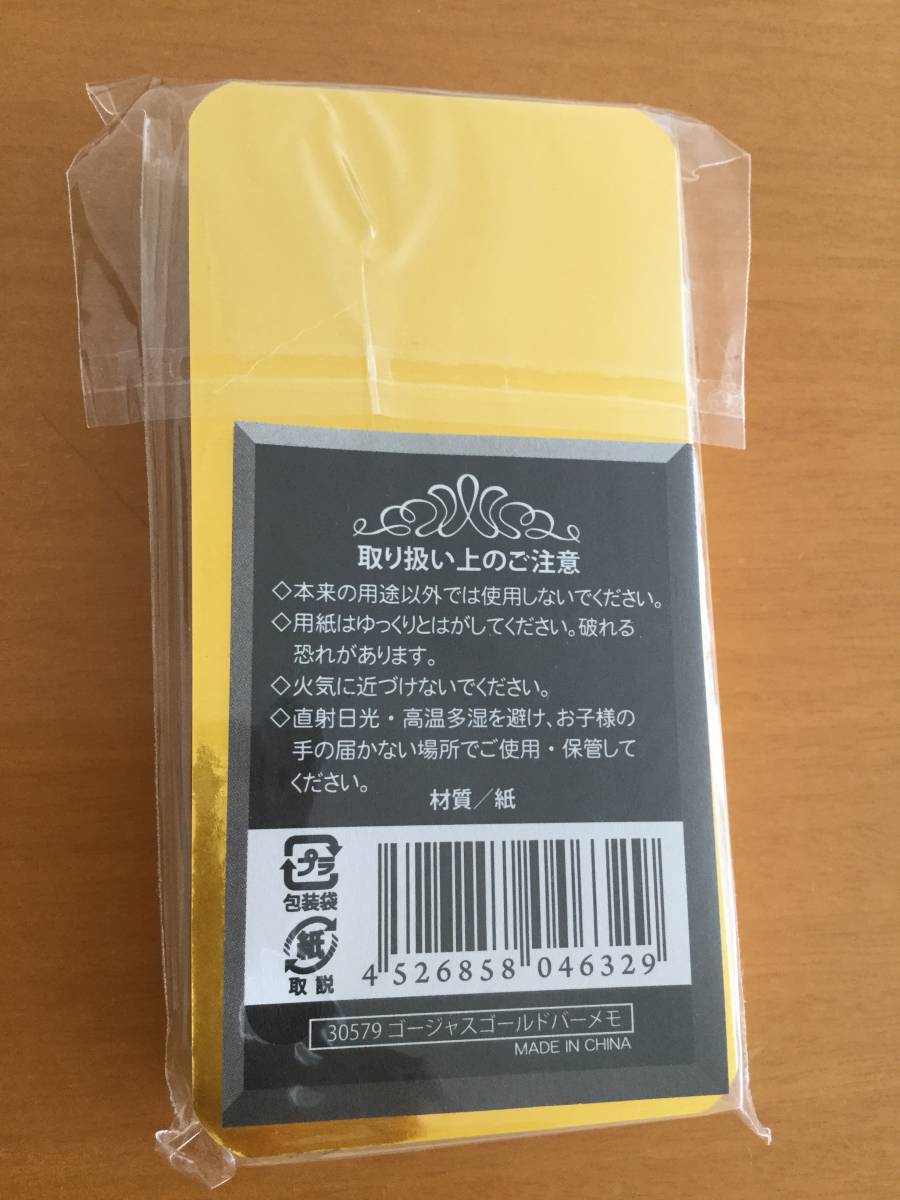 取り扱い上のご注意
◇本来の用途以外では使用しないでください。
◇用紙はゆっくりとはがしてください。破れる
恐れがあります。
◇火気に近づけないでください。
◇直射日光・高温多湿を避け、お子様の
手の届かない場所でご使用・保管して
ください。
材質／紙
プラ
包装袋
紙
取説
4 526858 046329
30579 ゴージャスゴールドバーメモ
MADE IN CHINA